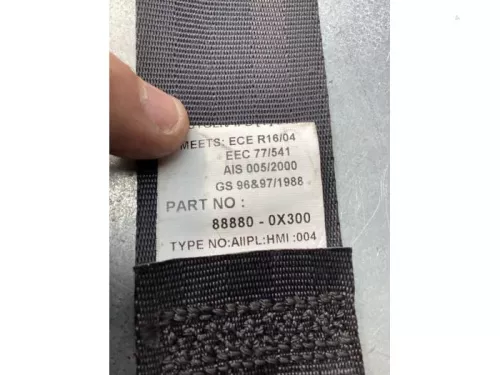 MEETS: ECE R16/04
EEC 77/541
AIS 005/2000
GS 96&97/1988
PART NO :
88880 - 0X300
TYPE NO:AIIPL:HMI :004